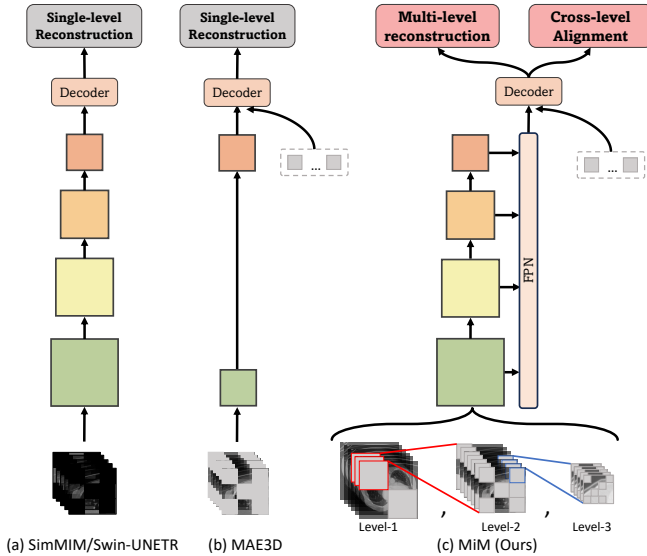 Single-level
Reconstruction
Single-level
Reconstruction
Multi-level
reconstruction
Cross-level
Alignment
Decoder
Decoder
Decoder
...
...
FPN
Level-1
,
Level-2
,
Level-3
(a) SimMIM/Swin-UNETR
(b) MAE3D
(c) MiM (Ours)